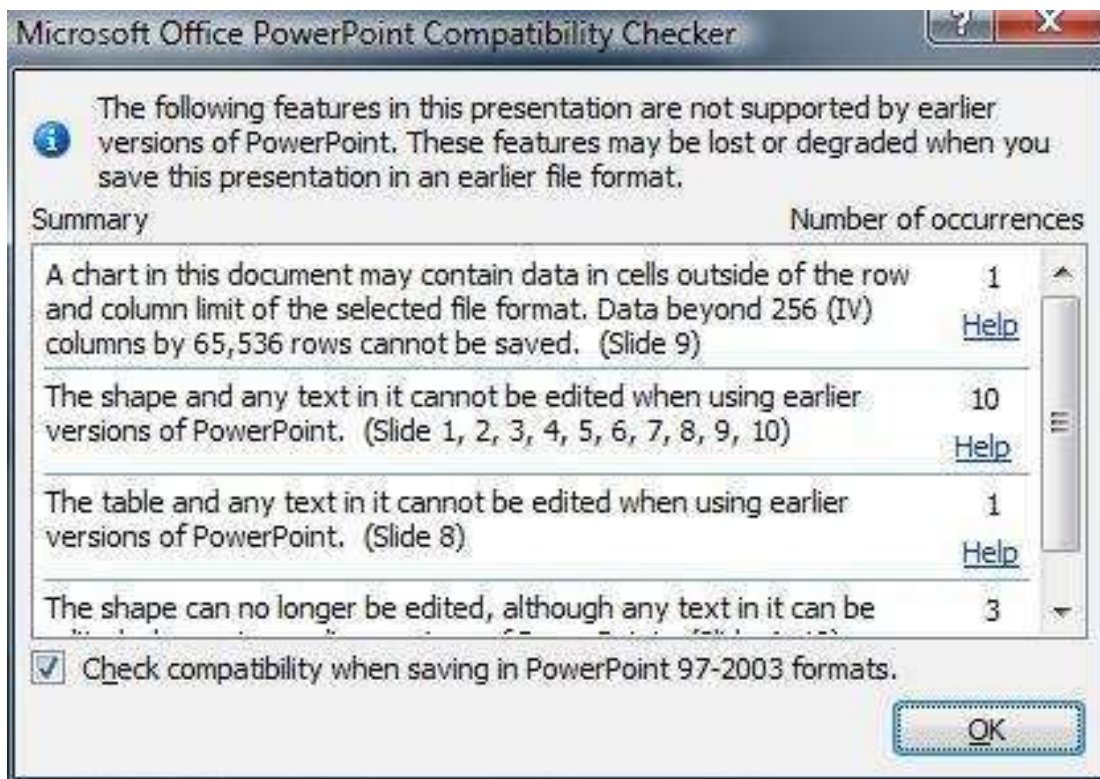 Microsoft Office PowerPoint Compatibility Checker
The following features in this presentation are not supported by earlier
versions of PowerPoint. These features may be lost or degraded when you
save this presentation in an earlier file format.
Summary Number of occurrences
A chart in this document may contain data in cells outside of the row 1
and column limit of the selected file format. Data beyond 256 (IV) Help
columns by 65,536 rows cannot be saved. (Slide 9)
The shape and any text in it cannot be edited when using earlier 10
versions of PowerPoint. (Slide 1, 2, 3, 4, 5, 6, 7, 8, 9, 10) Help
The table and any text in it cannot be edited when using earlier 1
versions of PowerPoint. (Slide 8)
Help
The shape can no longer be edited, although any text in it can be 3
Check compatibility when saving in PowerPoint 97-2003 formats.
OK